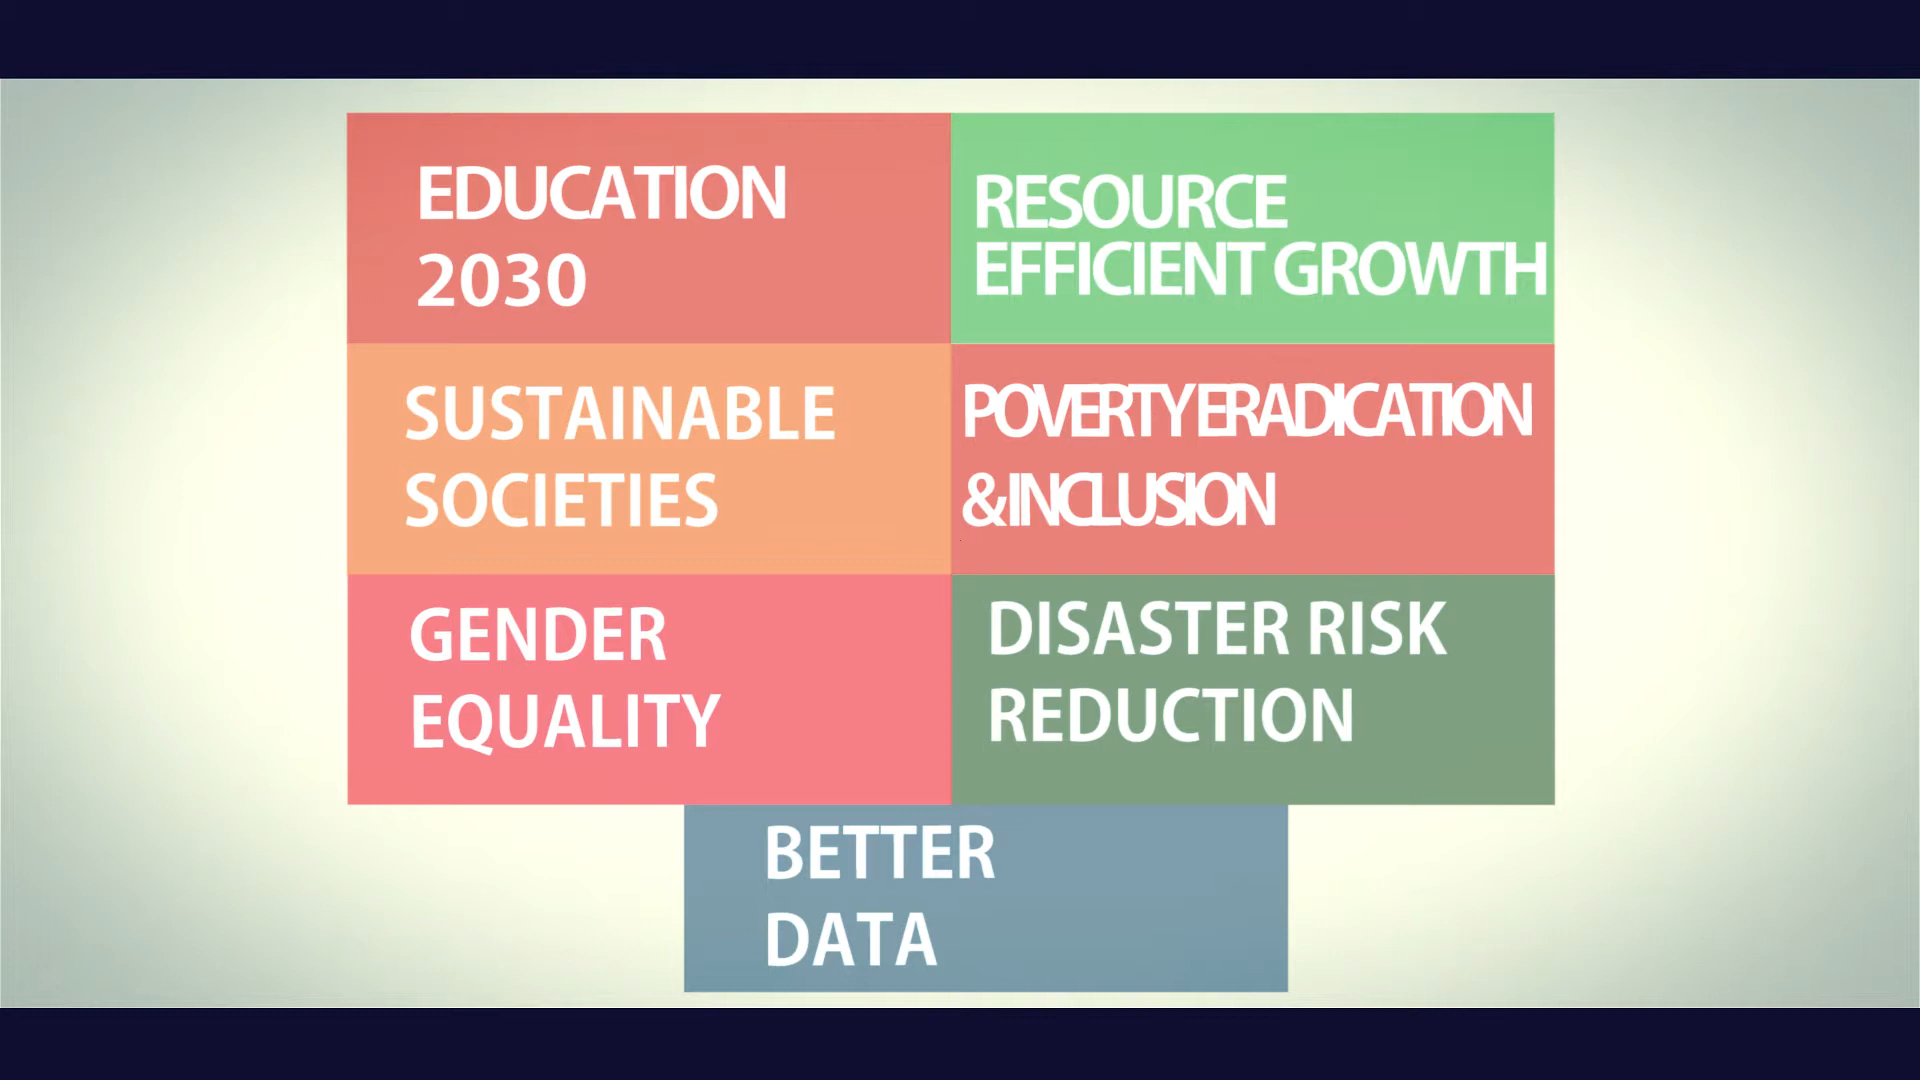 EDUCATION
2030
RESOURCE
EFFICIENT GROWTH
SUSTAINABLE
SOCIETIES
POVERTY ERADICATION
& INCLUSION
GENDER
EQUALITY
DISASTER RISK
REDUCTION
BETTER
DATA